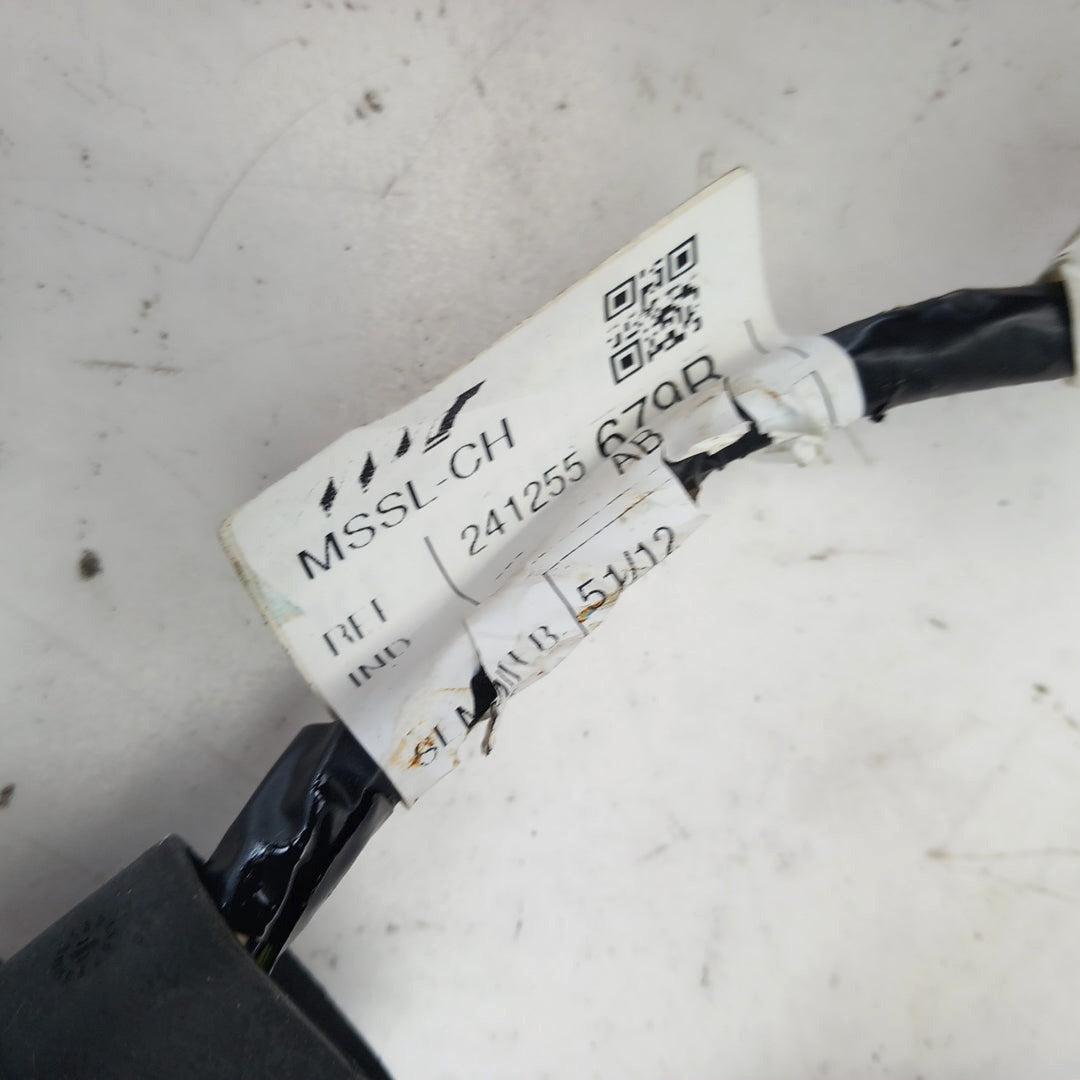 MSSL-CH
REF 241255 679R
IND AB
51/12